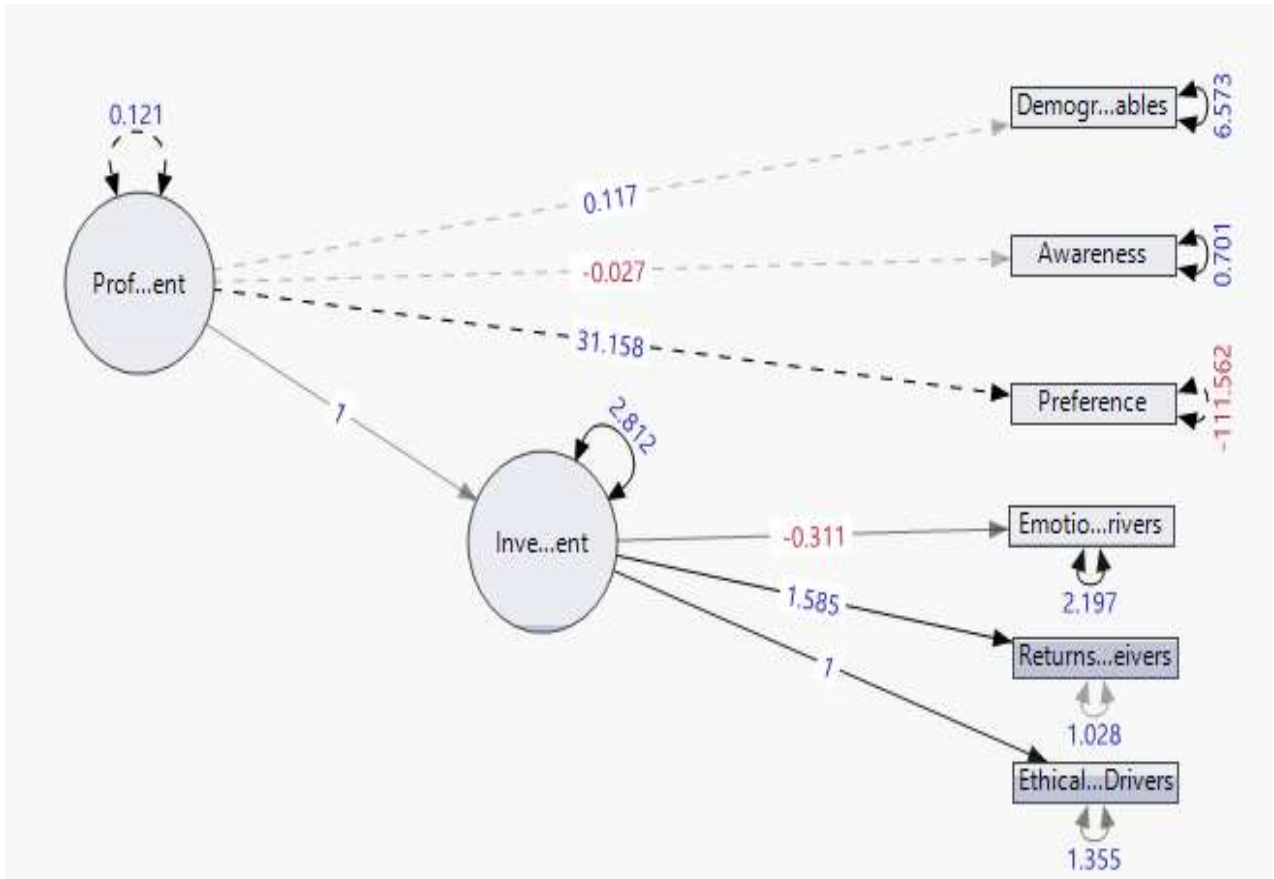 0.121
Prof...ent
0.117
-0.027
31.158
1
Demogr...ables
6.573
Awareness
0.701
Preference
-111.562
2.812
Inve...ent
-0.311
1.585
1
Emotio...rivers
2.197
Returns...eivers
1.028
Ethical...Drivers
1.355